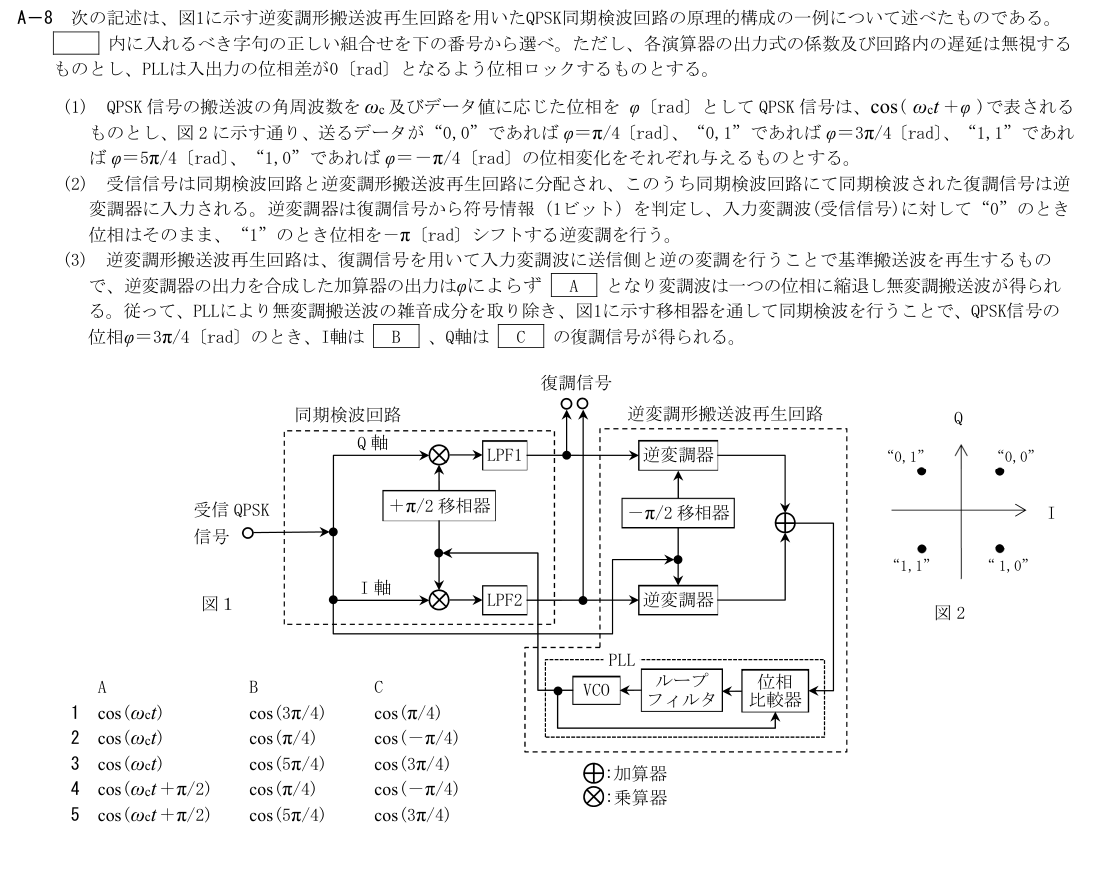 A－8 次の記述は、図1に示す逆変調形搬送波再生回路を用いたQPSK同期検波回路の原理的構成の一例について述べたものである。
内に入れるべき字句の正しい組合せを下の番号から選べ。ただし、各演算器の出力式の係数及び回路内の遅延は無視する
ものとし、PLLは入出力の位相差が0〔rad〕となるよう位相ロックするものとする。
(1) QPSK信号の搬送波の角周波数をωc及びデータ値に応じた位相を φ〔rad〕としてQPSK信号は、cos( ωct＋φ )で表される
ものとし、図2に示す通り、送るデータが“0,0”であればφ＝π/4〔rad〕、“0,1”であればφ＝3π/4〔rad〕、“1,1”であれ
ばφ＝5π/4〔rad〕、“1,0”であればφ＝－π/4〔rad〕の位相変化をそれぞれ与えるものとする。
(2) 受信信号は同期検波回路と逆変調形搬送波再生回路に分配され、このうち同期検波回路にて同期検波された復調信号は逆
変調器に入力される。逆変調器は復調信号から符号情報（1ビット）を判定し、入力変調波(受信信号)に対して“0”のとき
位相はそのまま、“1”のとき位相を－π〔rad〕シフトする逆変調を行う。
(3) 逆変調形搬送波再生回路は、復調信号を用いて入力変調波に送信側と逆の変調を行うことで基準搬送波を再生するもの
で、逆変調器の出力を合成した加算器の出力はφによらず A となり変調波は一つの位相に縮退し無変調搬送波が得られ
る。従って、PLLにより無変調搬送波の雑音成分を取り除き、図1に示す移相器を通して同期検波を行うことで、QPSK信号の
位相φ＝3π/4〔rad〕のとき、I軸は B 、Q軸は C の復調信号が得られる。
復調信号
同期検波回路
逆変調形搬送波再生回路
Q 軸
LPF1
逆変調器
＋π/2 移相器
－π/2 移相器
受信 QPSK
信号
I 軸
LPF2
逆変調器
図 1
PLL
VCO
ループ
フィルタ
位相
比較器
⊕:加算器
⊗:乗算器
Q
“0,1”
“0,0”
I
“1,1”
“ 1,0”
図 2
A B C
1 cos(ωct) cos(3π/4) cos(π/4)
2 cos(ωct) cos(π/4) cos(－π/4)
3 cos(ωct) cos(5π/4) cos(3π/4)
4 cos(ωct＋π/2) cos(π/4) cos(－π/4)
5 cos(ωct＋π/2) cos(5π/4) cos(3π/4)